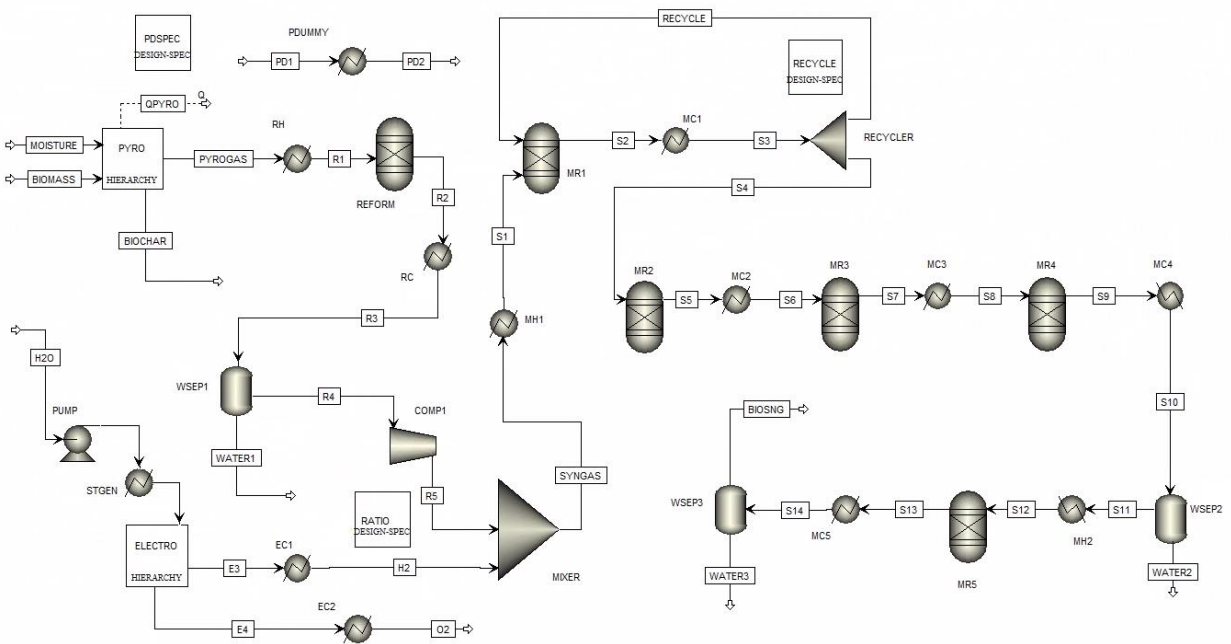 RECYCLE
PDSPEC
DESIGN-SPEC
PDUMMY
PD1
PD2
RECYCLE
DESIGN-SPEC
QPYRO
Q
MOISTURE
BIOMASS
PYRO
HIERARCHY
PYROGAS
RH
R1
REFORM
R2
BIOCHAR
RC
R3
MR1
S2
MC1
S3
RECYCLER
S4
S1
MH1
MR2
S5
MC2
S6
MR3
S7
MC3
S8
MR4
S9
MC4
S10
H2O
PUMP
STGEN
WSEP1
R4
COMP1
WATER1
R5
SYNGAS
RATIO
DESIGN-SPEC
ELECTRO
HIERARCHY
E3
EC1
H2
MIXER
E4
EC2
O2
BIOSNG
WSEP3
S14
MC5
S13
MR5
S12
MH2
S11
WSEP2
WATER3
WATER2